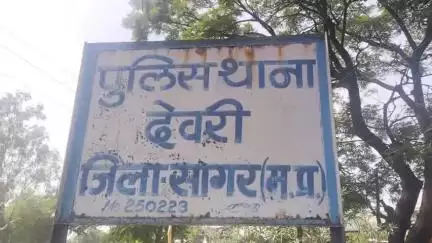 पुलिस थाना
देवरी
जिला-सागर(म.प्र.)
250223